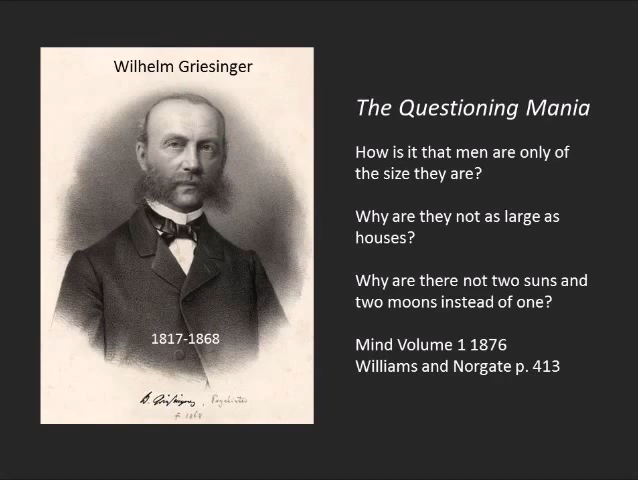 Wilhelm Griesinger
1817-1868
The Questioning Mania
How is it that men are only of
the size they are?
Why are they not as large as
houses?
Why are there not two suns and
two moons instead of one?
Mind Volume 1 1876
Williams and Norgate p. 413